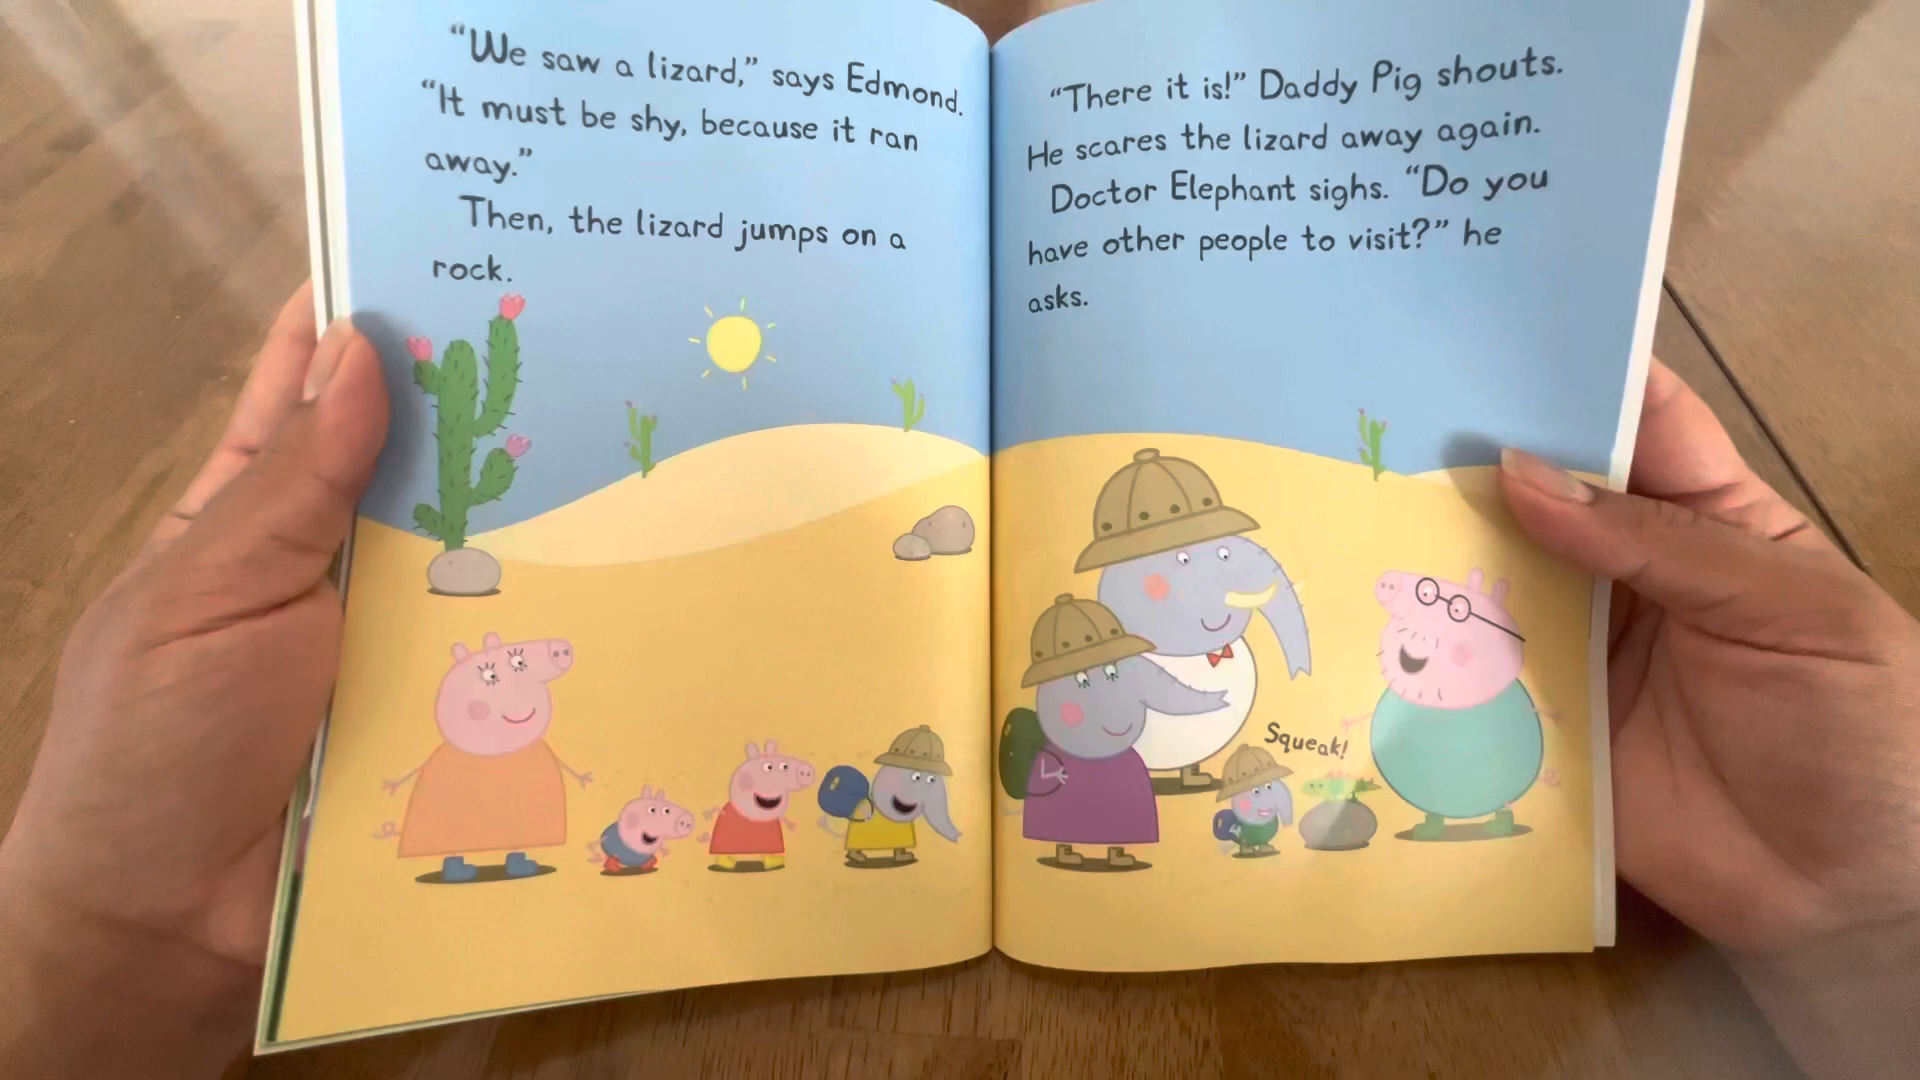 “We saw a lizard,” says Edmond.
“It must be shy, because it ran
away.”
Then, the lizard jumps on a
rock.
“There it is!” Daddy Pig shouts.
He scares the lizard away again.
Doctor Elephant sighs. “Do you
have other people to visit?” he
asks.
Squeak!